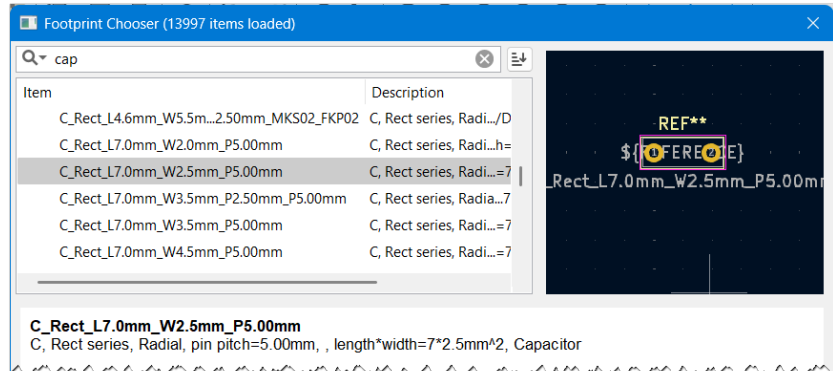 Footprint Chooser (13997 items loaded)
cap
Item Description
C_Rect_L4.6mm_W5.5m...2.50mm_MKS02_FKP02 C, Rect series, Radi.../D
C_Rect_L7.0mm_W2.0mm_P5.00mm C, Rect series, Radi...h=
C_Rect_L7.0mm_W2.5mm_P5.00mm C, Rect series, Radi...=7
C_Rect_L7.0mm_W3.5mm_P2.50mm_P5.00mm C, Rect series, Radia...7
C_Rect_L7.0mm_W3.5mm_P5.00mm C, Rect series, Radi...=7
C_Rect_L7.0mm_W4.5mm_P5.00mm C, Rect series, Radi...=7
REF**
${REFERENCE}
1 2
_Rect_L7.0mm_W2.5mm_P5.00mm
C_Rect_L7.0mm_W2.5mm_P5.00mm
C, Rect series, Radial, pin pitch=5.00mm, , length*width=7*2.5mm^2, Capacitor